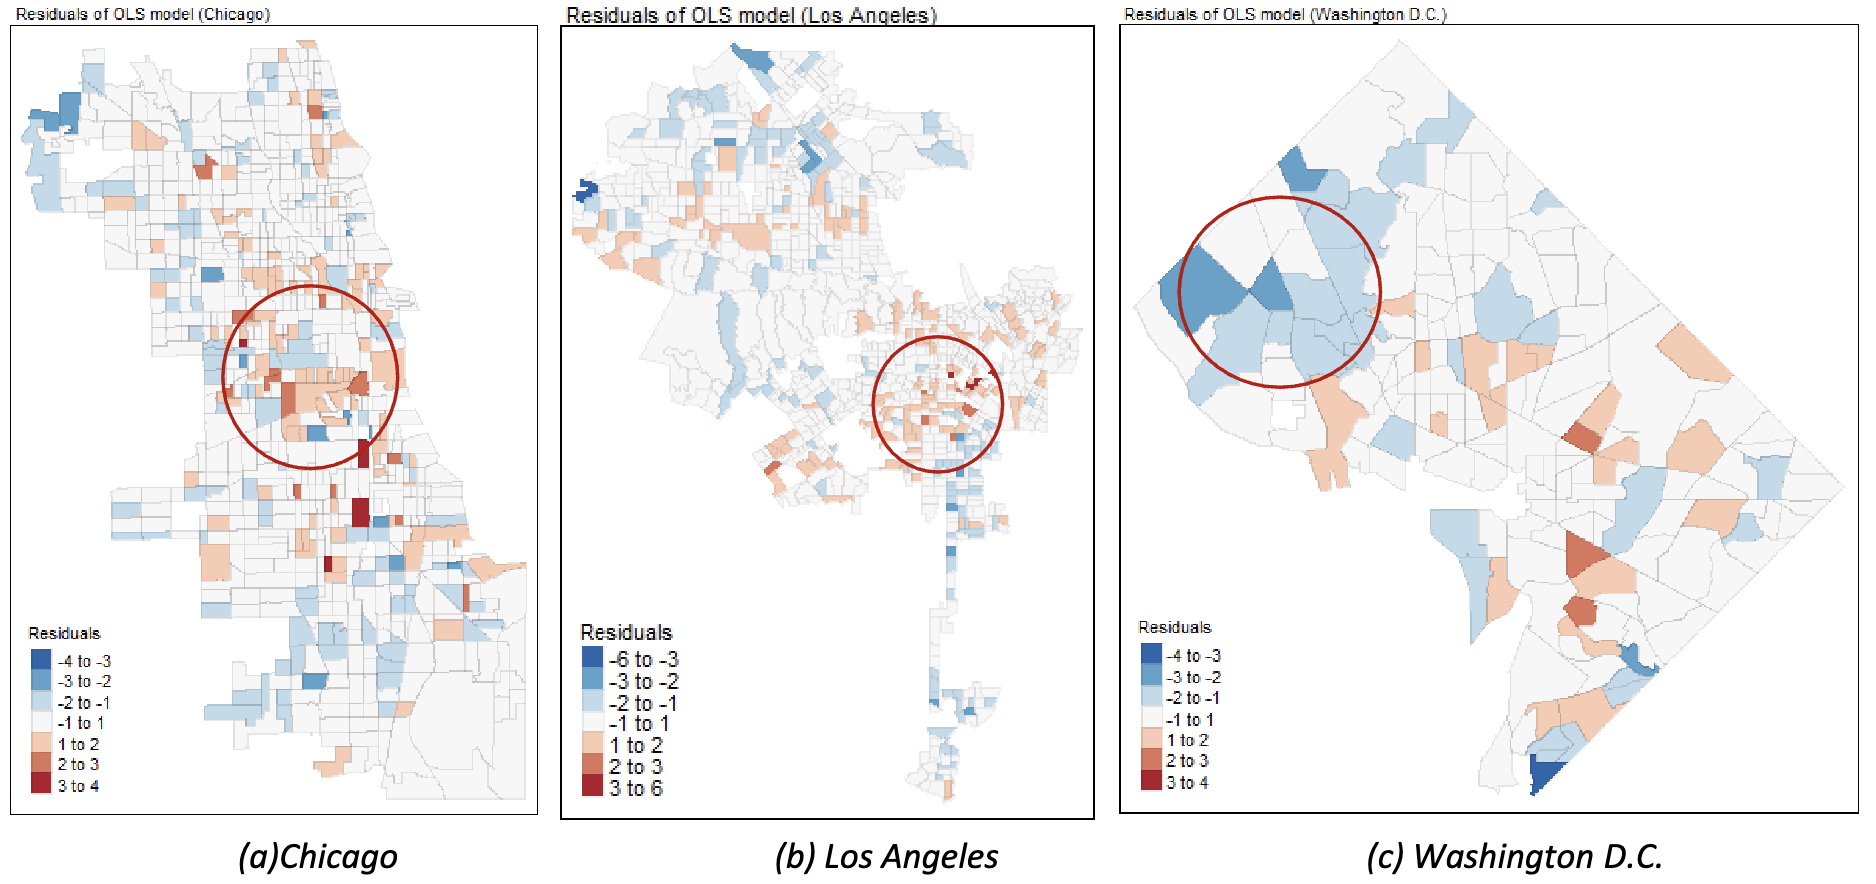 Residuals of OLS model (Chicago)
Residuals
-4 to -3
-3 to -2
-2 to -1
-1 to 1
1 to 2
2 to 3
3 to 4
(a)Chicago
Residuals of OLS model (Los Angeles)
Residuals
-6 to -3
-3 to -2
-2 to -1
-1 to 1
1 to 2
2 to 3
3 to 6
(b) Los Angeles
Residuals of OLS model (Washington D.C.)
Residuals
-4 to -3
-3 to -2
-2 to -1
-1 to 1
1 to 2
2 to 3
3 to 4
(c) Washington D.C.